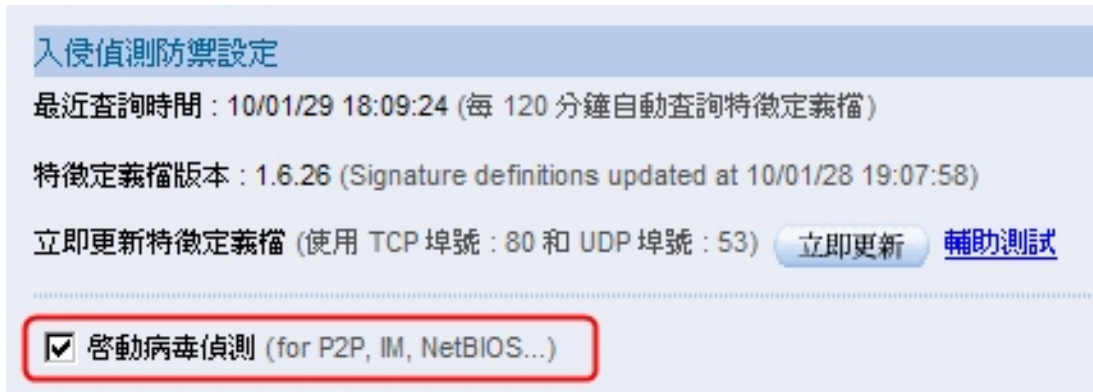 入侵偵測防禦設定
最近查詢時間 : 10/01/29 18:09:24 (每 120 分鐘自動查詢特徵定義檔)
特徵定義檔版本 : 1.6.26 (Signature definitions updated at 10/01/28 19:07:58)
立即更新特徵定義檔 (使用 TCP 埠號 : 80 和 UDP 埠號 : 53) 立即更新 輔助測試
啓動病毒偵測 (for P2P, IM, NetBIOS...)